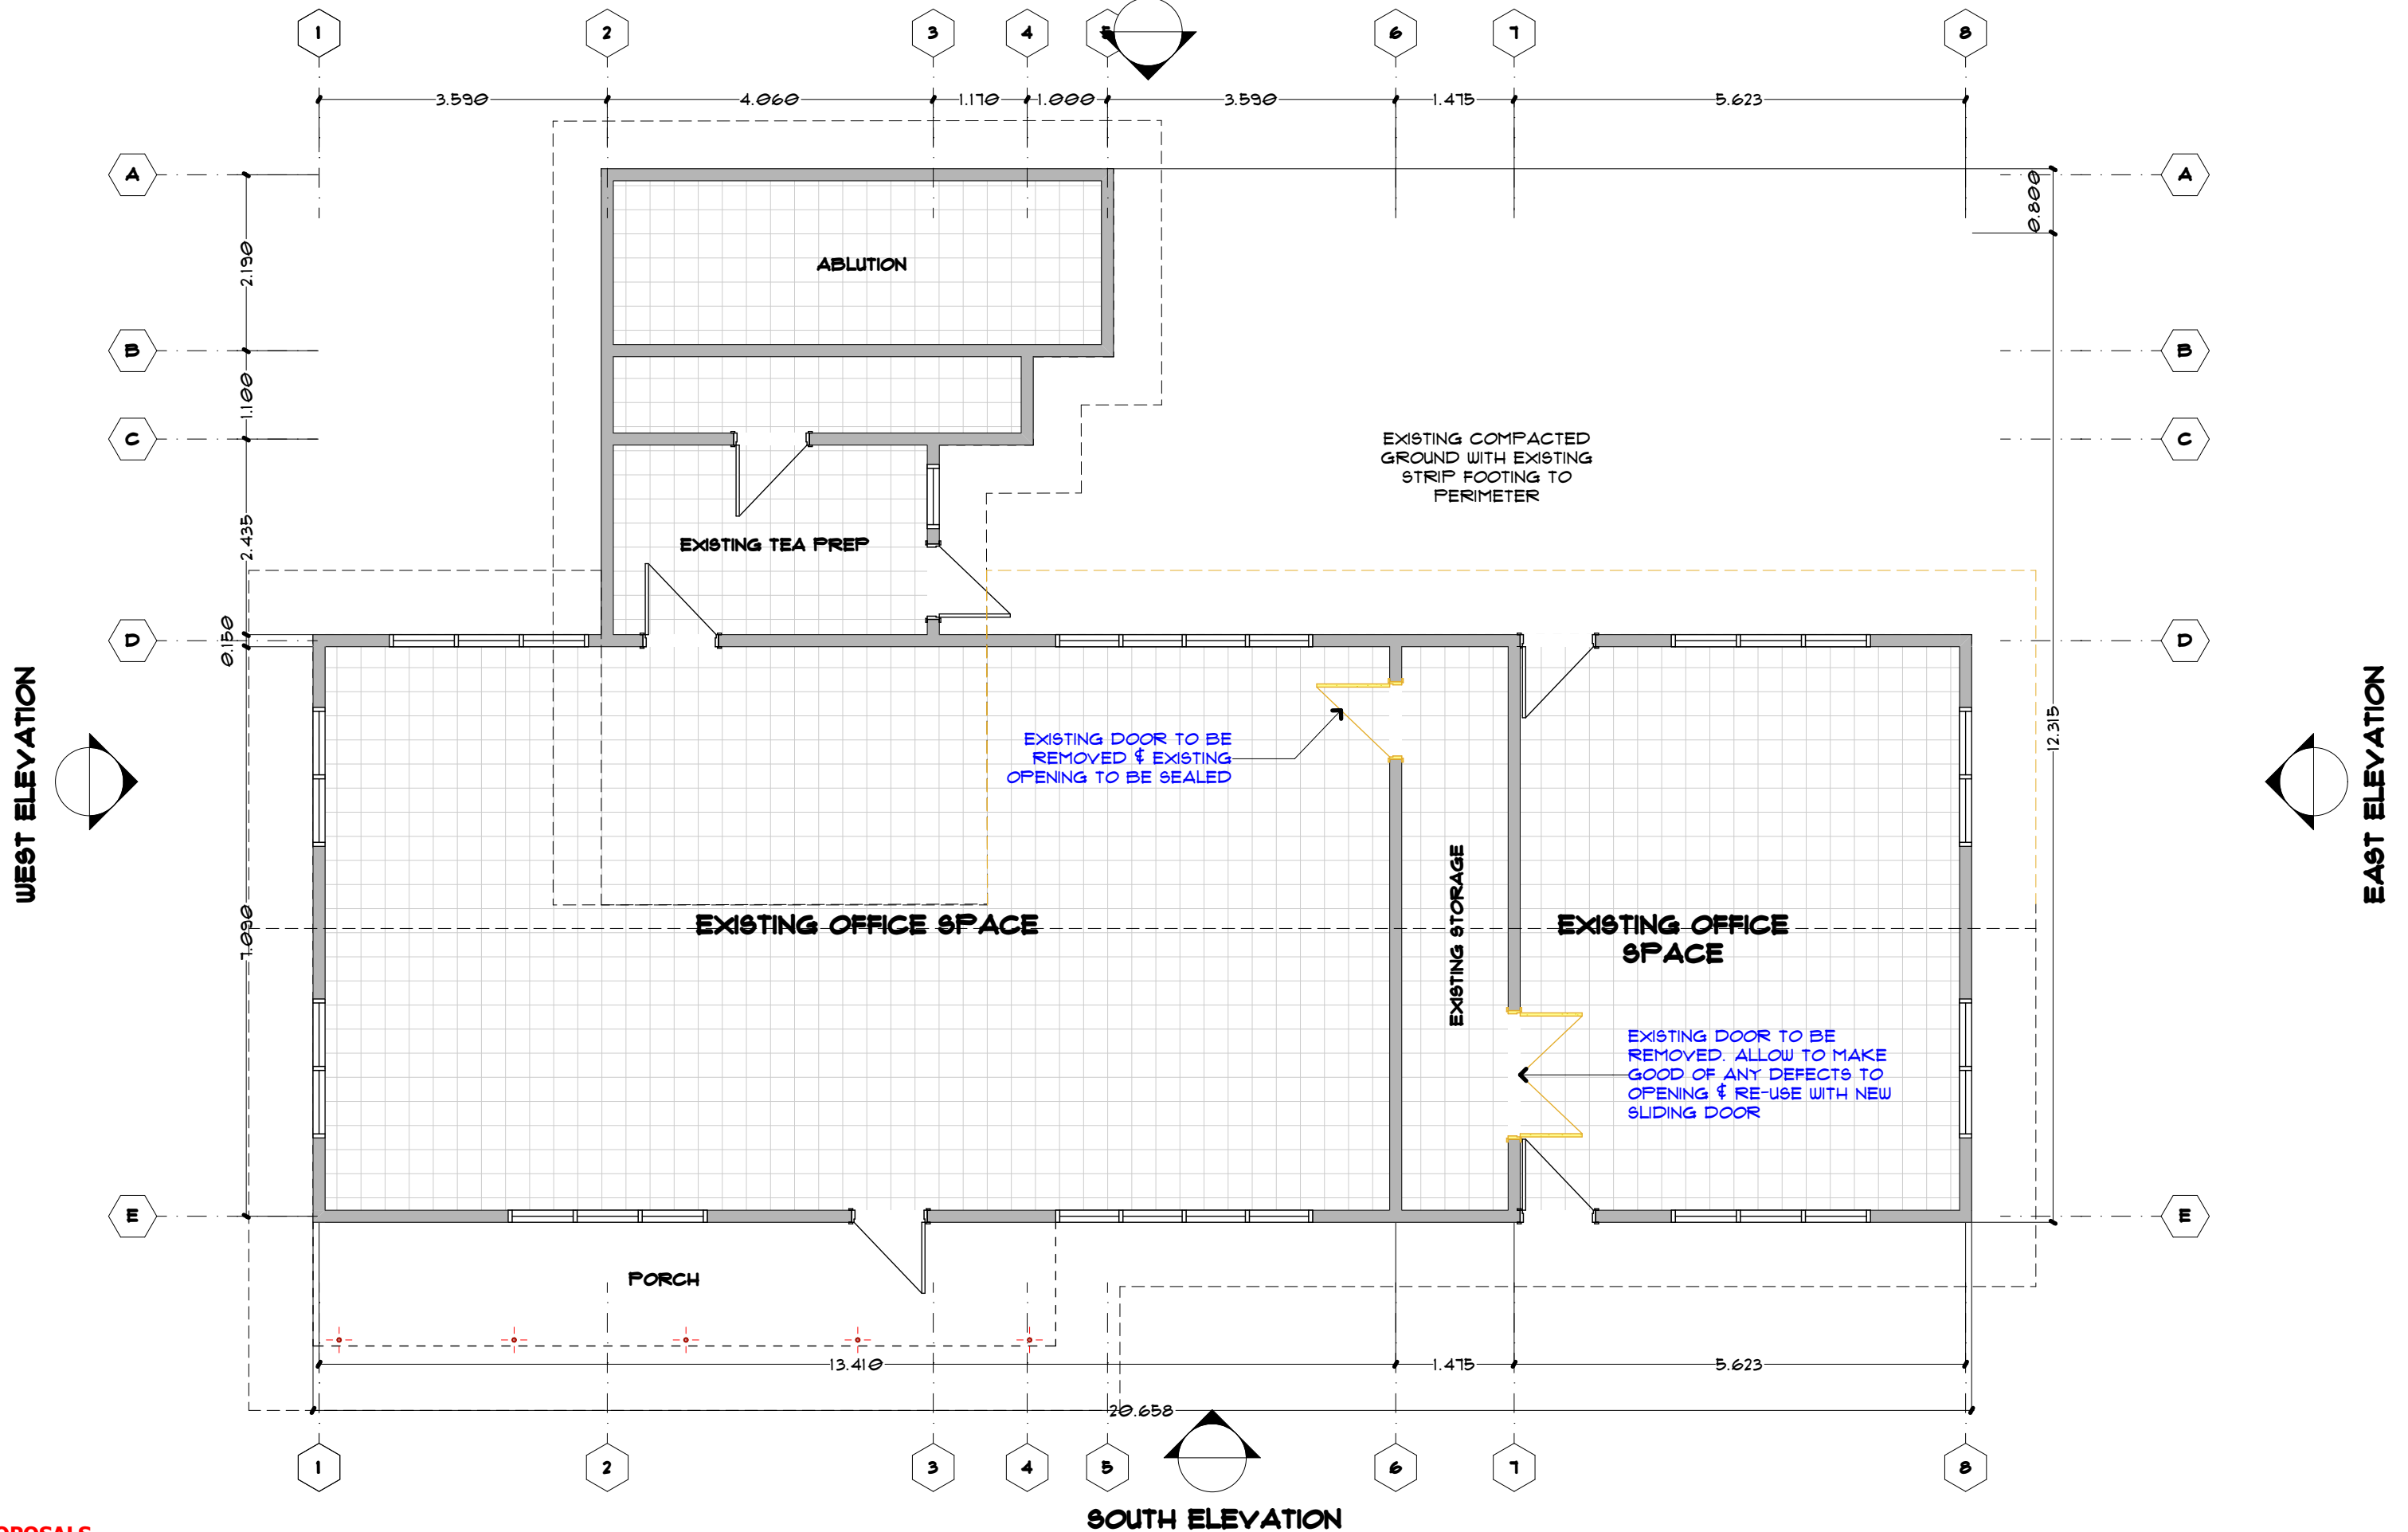 1 2 3 4 5 6 7 8
3.590 4.060 1.170 1.000 3.590 1.475 5.623
A A
0.800
2.190
ABLUTION
B B
1.100
C C
EXISTING COMPACTED
GROUND WITH EXISTING
STRIP FOOTING TO
PERIMETER
2.435
EXISTING TEA PREP
0.150
D D
WEST ELEVATION
EAST ELEVATION
12.315
EXISTING DOOR TO BE
REMOVED & EXISTING
OPENING TO BE SEALED
7.090
EXISTING OFFICE SPACE
EXISTING STORAGE
EXISTING OFFICE
SPACE
EXISTING DOOR TO BE
REMOVED. ALLOW TO MAKE
GOOD OF ANY DEFECTS TO
OPENING & RE-USE WITH NEW
SLIDING DOOR
E E
PORCH
13.410 1.475 5.623
20.658
1 2 3 4 5 6 7 8
SOUTH ELEVATION